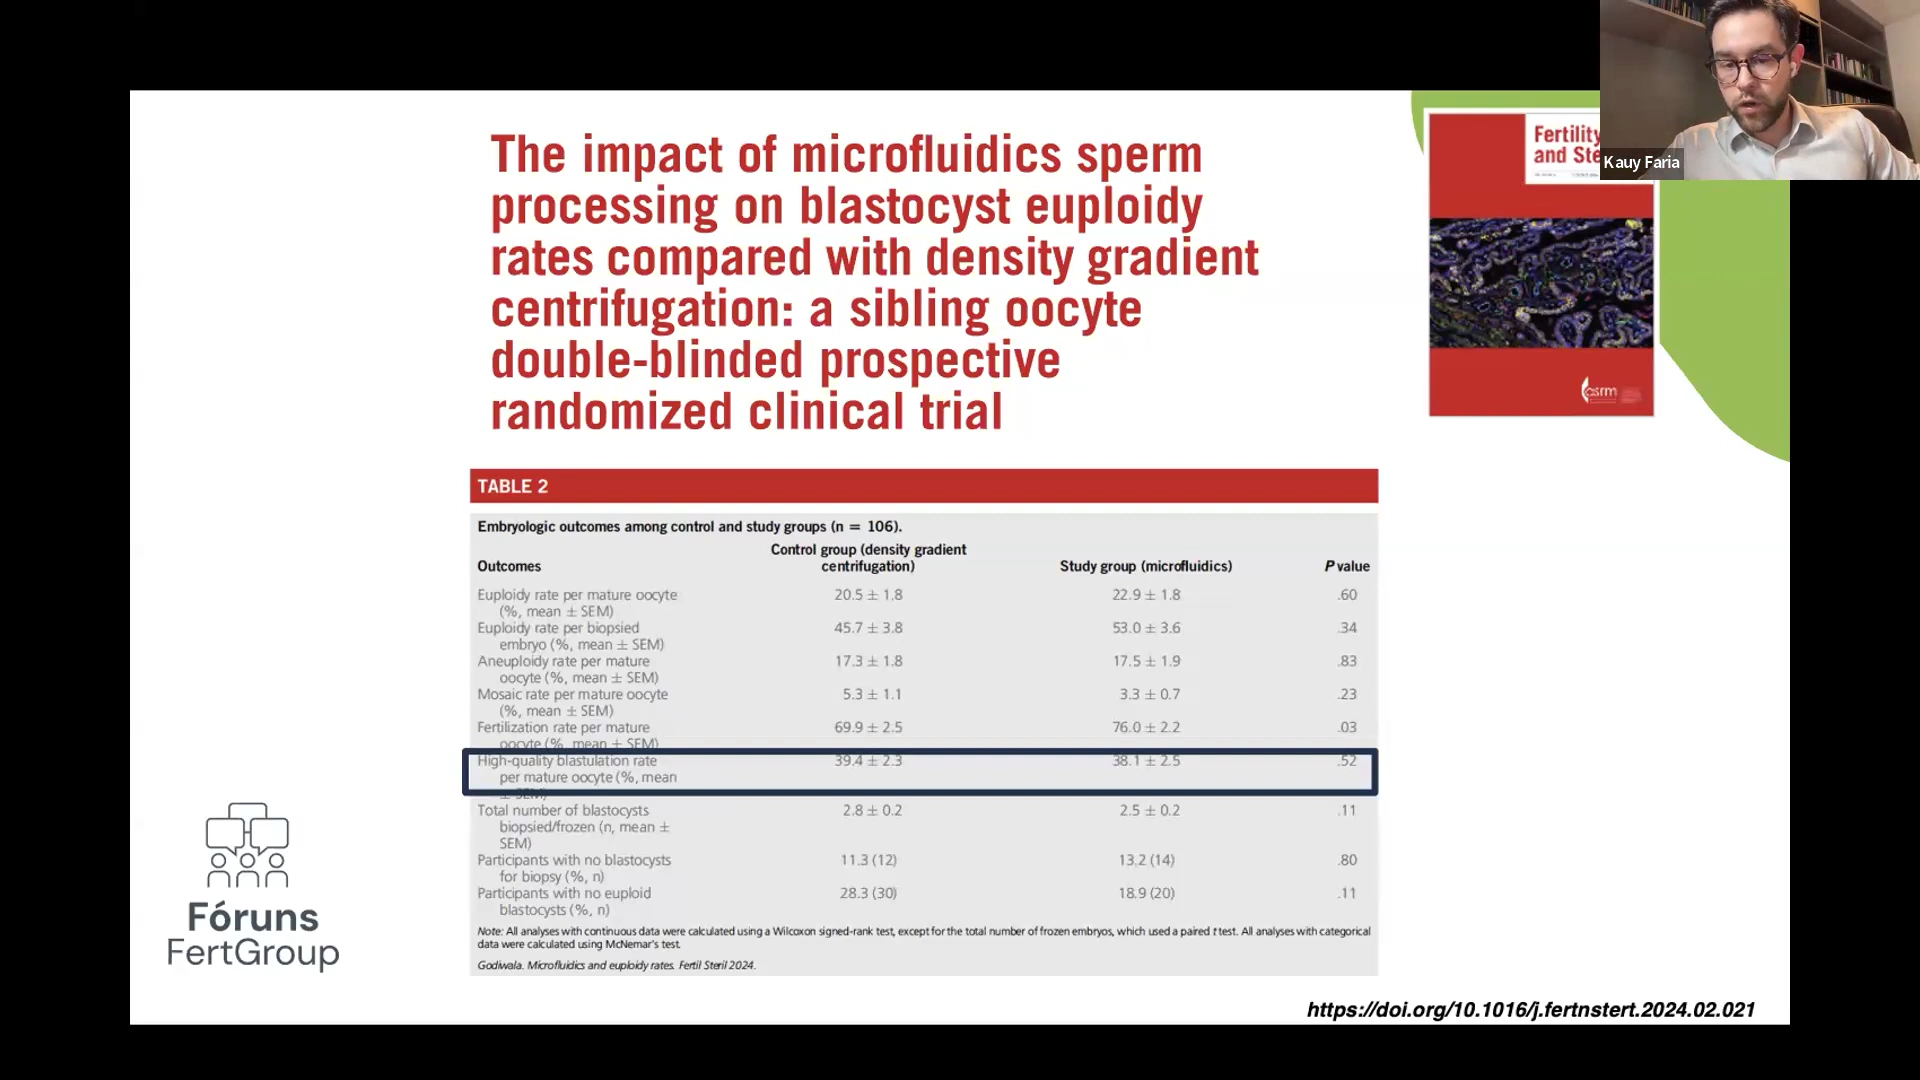 The impact of microfluidics sperm
processing on blastocyst euploidy
rates compared with density gradient
centrifugation: a sibling oocyte
double-blinded prospective
randomized clinical trial
Fertility
and Ste
asrm
Kauy Faria
TABLE 2
Embryologic outcomes among control and study groups (n = 106).
Outcomes Control group (density gradient centrifugation) Study group (microfluidics) P value
Euploidy rate per mature oocyte 20.5 ± 1.8 22.9 ± 1.8 .60
(%, mean ± SEM)
Euploidy rate per biopsied 45.7 ± 3.8 53.0 ± 3.6 .34
embryo (%, mean ± SEM)
Aneuploidy rate per mature 17.3 ± 1.8 17.5 ± 1.9 .83
oocyte (%, mean ± SEM)
Mosaic rate per mature oocyte 5.3 ± 1.1 3.3 ± 0.7 .23
(%, mean ± SEM)
Fertilization rate per mature 69.9 ± 2.5 76.0 ± 2.2 .03
oocyte (%, mean ± SEM)
High-quality blastulation rate 39.4 ± 2.3 38.1 ± 2.5 .52
per mature oocyte (%, mean
± SEM)
Total number of blastocysts 2.8 ± 0.2 2.5 ± 0.2 .11
biopsied/frozen (n, mean ±
SEM)
Participants with no blastocysts 11.3 (12) 13.2 (14) .80
for biopsy (%, n)
Participants with no euploid 28.3 (30) 18.9 (20) .11
blastocysts (%, n)
Note: All analyses with continuous data were calculated using a Wilcoxon signed-rank test, except for the total number of frozen embryos, which used a paired t test. All analyses with categorical
data were calculated using McNemar's test.
Godiwala. Microfluidics and euploidy rates. Fertil Steril 2024.
Fóruns
FertGroup
https://doi.org/10.1016/j.fertnstert.2024.02.021